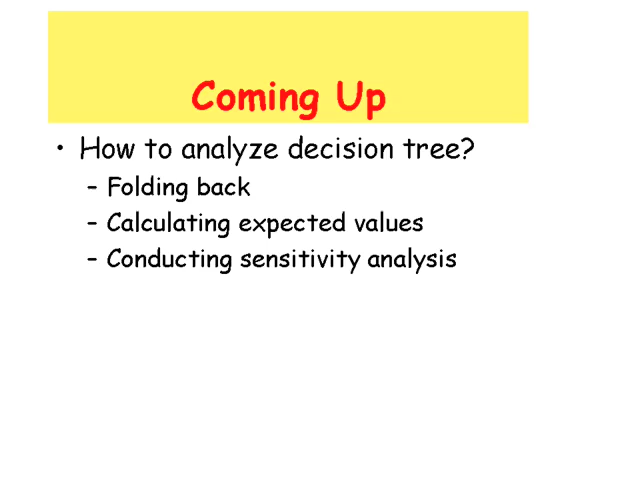 Coming Up
• How to analyze decision tree?
– Folding back
– Calculating expected values
– Conducting sensitivity analysis